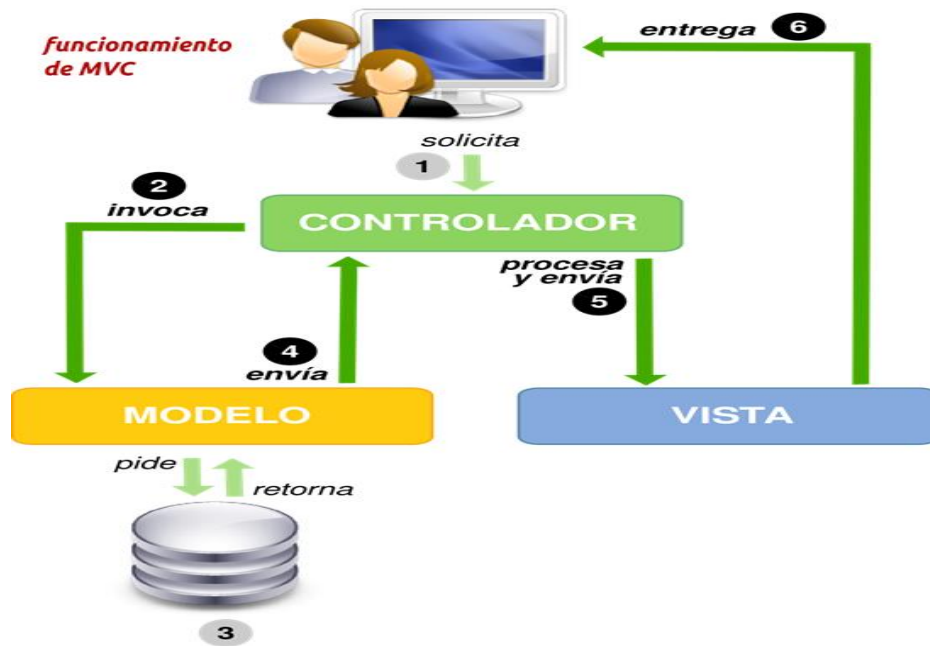 funcionamiento
de MVC
entrega 6
solicita
1
2
invoca
CONTROLADOR
procesa
y envía
5
4
envía
MODELO
VISTA
pide
retorna
3